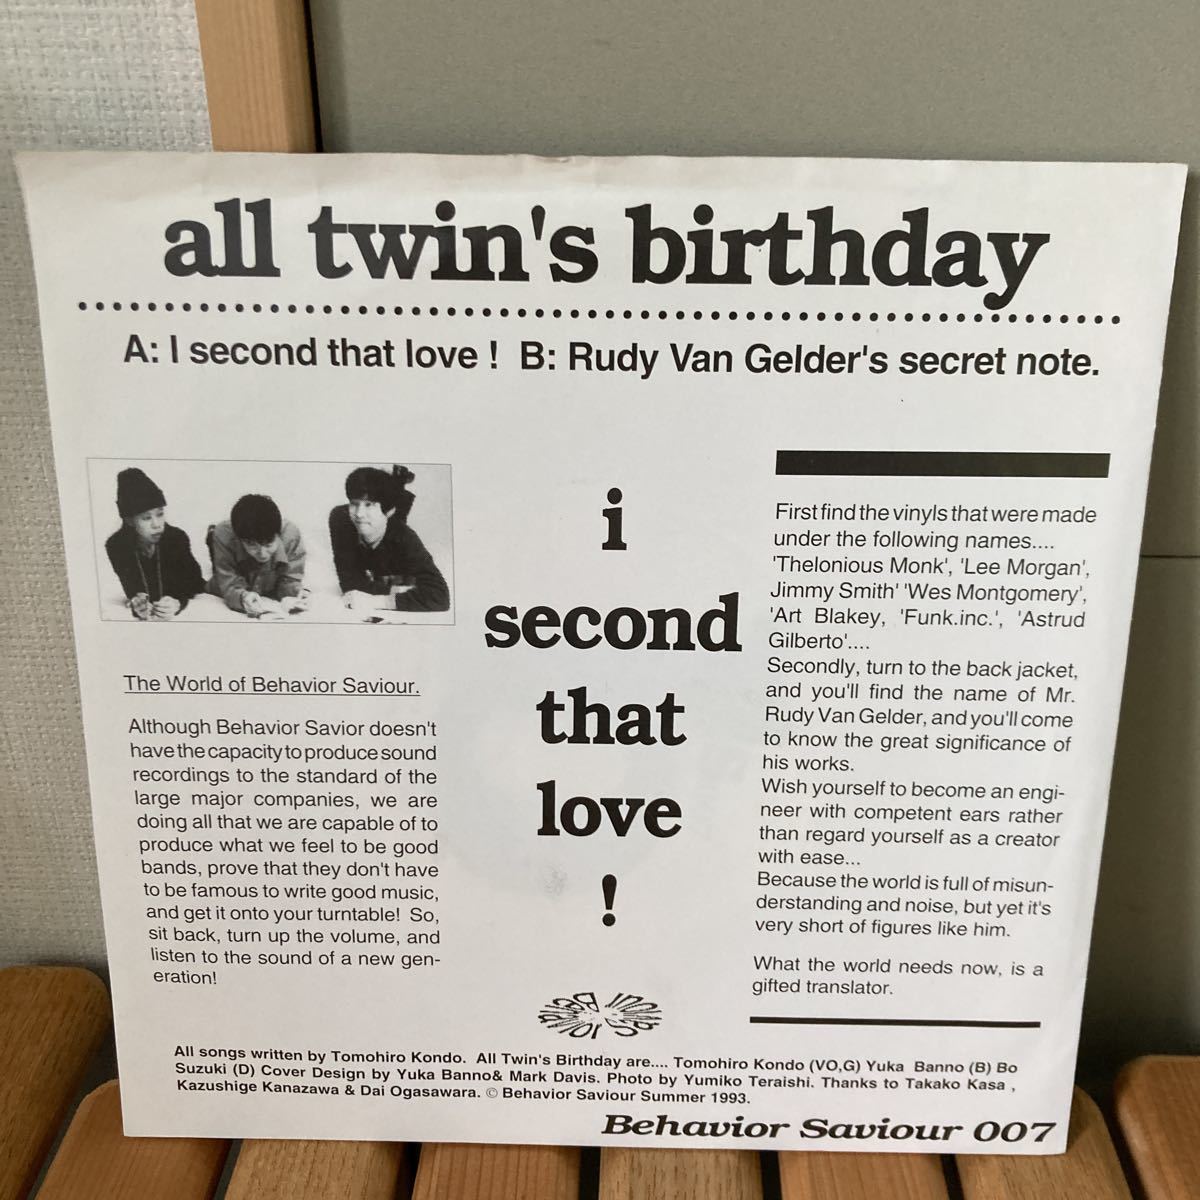 all twin's birthday
A: I second that love ! B: Rudy Van Gelder's secret note.
The World of Behavior Saviour.
Although Behavior Savior doesn't
have the capacity to produce sound
recordings to the standard of the
large major companies, we are
doing all that we are capable of to
produce what we feel to be good
bands, prove that they don't have
to be famous to write good music,
and get it onto your turntable! So,
sit back, turn up the volume, and
listen to the sound of a new gen-
eration!
i
second
that
love
!
First find the vinyls that were made
under the following names....
'Thelonious Monk', 'Lee Morgan',
Jimmy Smith' 'Wes Montgomery',
'Art Blakey, 'Funk.inc.', 'Astrud
Gilberto'....
Secondly, turn to the back jacket,
and you'll find the name of Mr.
Rudy Van Gelder, and you'll come
to know the great significance of
his works.
Wish yourself to become an engi-
neer with competent ears rather
than regard yourself as a creator
with ease...
Because the world is full of misun-
derstanding and noise, but yet it's
very short of figures like him.
What the world needs now, is a
gifted translator.
Behavior Saviour
All songs written by Tomohiro Kondo. All Twin's Birthday are.... Tomohiro Kondo (VO,G) Yuka Banno (B) Bo
Suzuki (D) Cover Design by Yuka Banno& Mark Davis. Photo by Yumiko Teraishi. Thanks to Takako Kasa ,
Kazushige Kanazawa & Dai Ogasawara. © Behavior Saviour Summer 1993.
Behavior Saviour 007